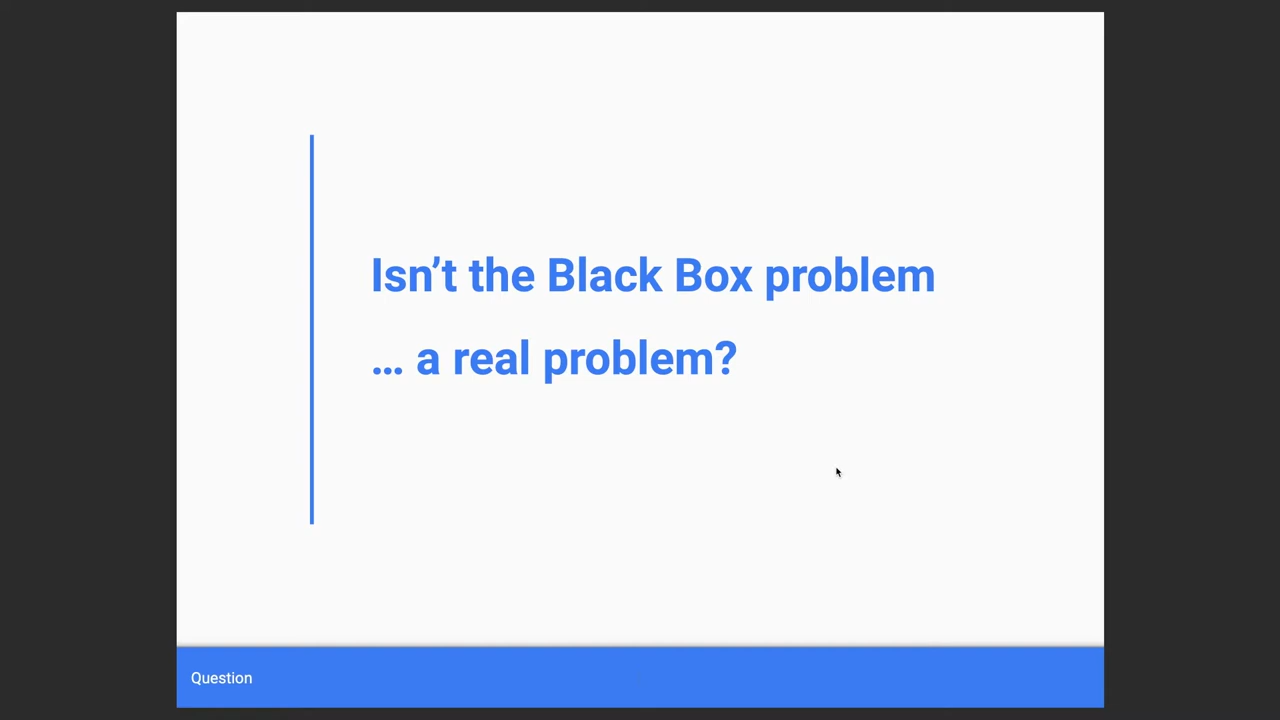 Isn’t the Black Box problem
… a real problem?
Question